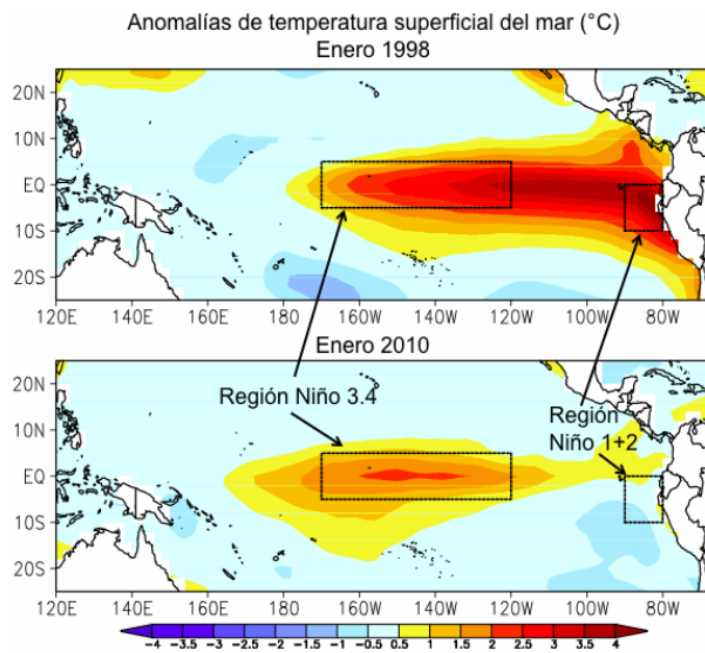 Anomalías de temperatura superficial del mar (°C)
Enero 1998
20N
10N
EQ
10S
20S
120E 140E 160E 180 160W 140W 120W 100W 80W
Enero 2010
Región Niño 3.4
Región
Niño 1+2
20N
10N
EQ
10S
20S
120E 140E 160E 180 160W 140W 120W 100W 80W
-4 -3.5 -3 -2.5 -2 -1.5 -1 -0.5 0.5 1 1.5 2 2.5 3 3.5 4